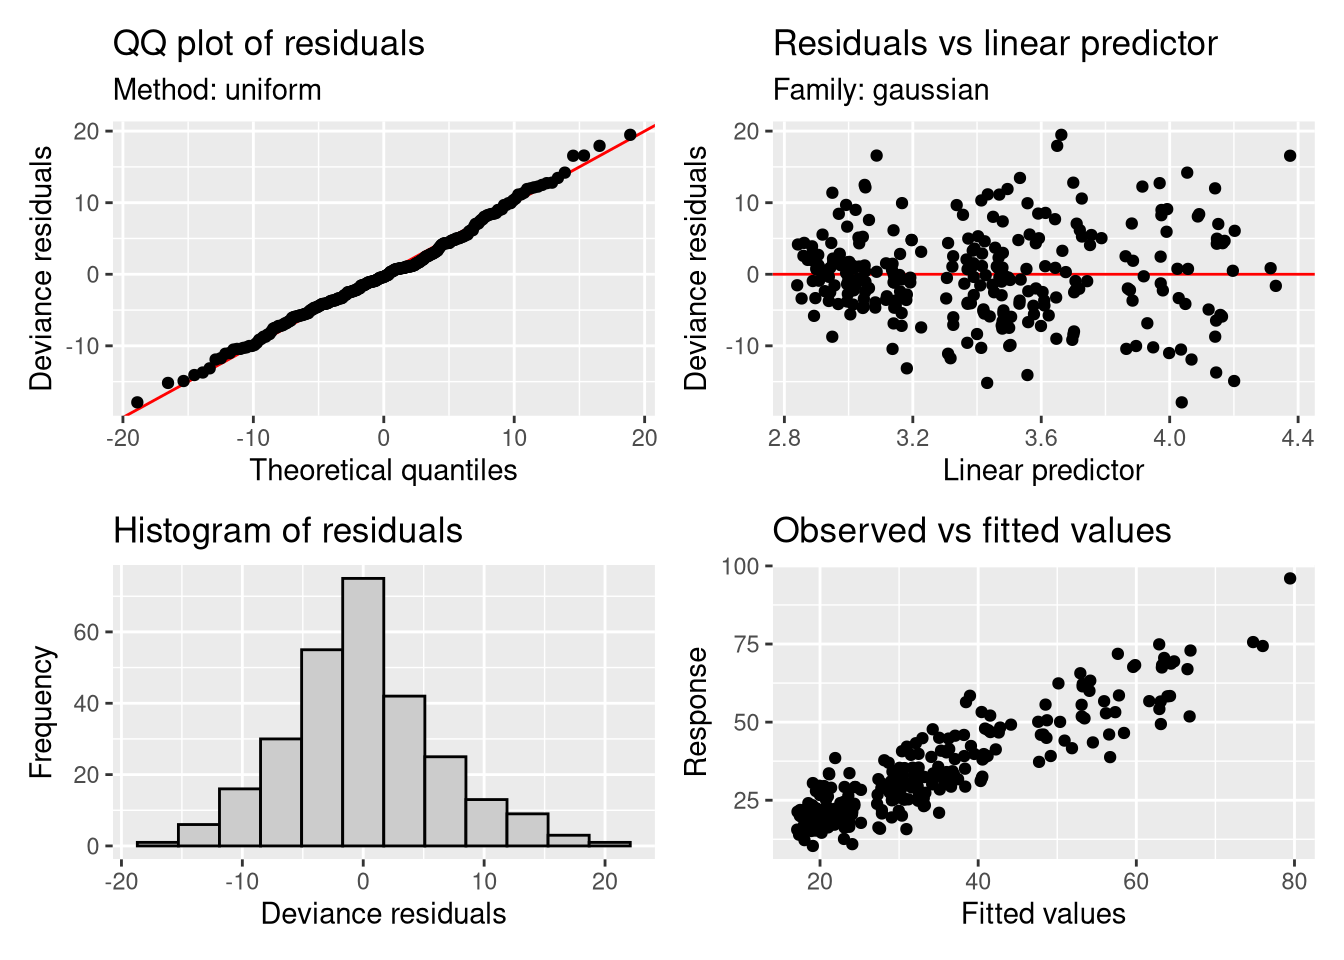 QQ plot of residuals
Method: uniform
Deviance residuals
20
10
0
-10
-20
-10
0
10
20
Theoretical quantiles
Residuals vs linear predictor
Family: gaussian
Deviance residuals
20
10
0
-10
2.8
3.2
3.6
4.0
4.4
Linear predictor
Histogram of residuals
Frequency
60
40
20
0
-20
-10
0
10
20
Deviance residuals
Observed vs fitted values
Response
100
75
50
25
20
40
60
80
Fitted values